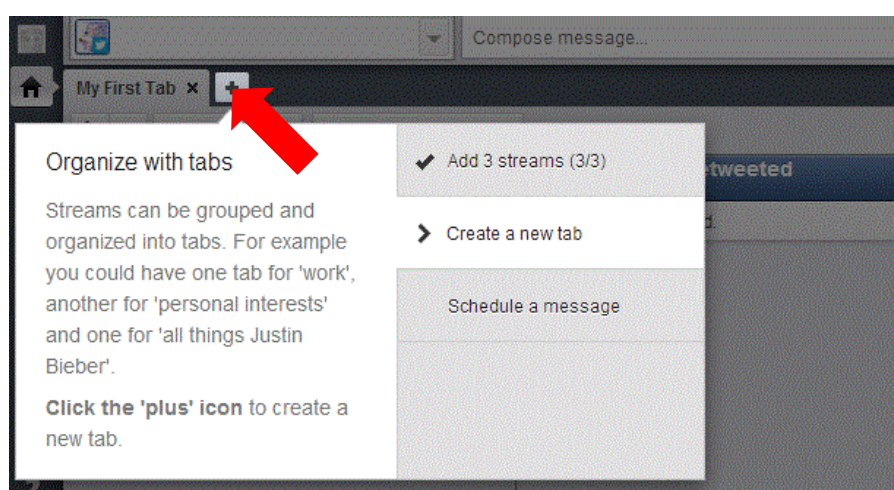 Compose message...
My First Tab
Organize with tabs
Streams can be grouped and
organized into tabs. For example
you could have one tab for 'work',
another for 'personal interests'
and one for 'all things Justin
Bieber'.
Click the 'plus' icon to create a
new tab.
Add 3 streams (3/3)
Create a new tab
Schedule a message